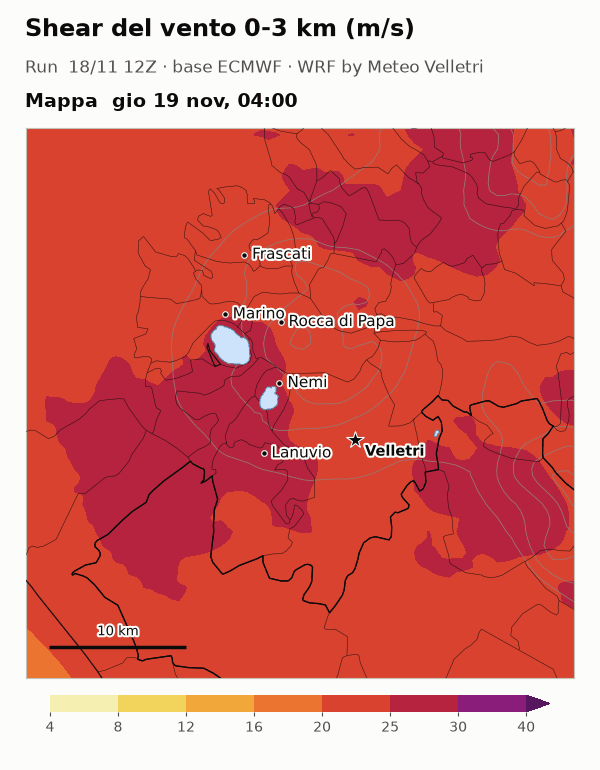 Shear del vento 0-3 km (m/s)
Run  18/11 12Z · base ECMWF · WRF by Meteo Velletri
Mappa  gio 19 nov, 04:00
Frascati
Marino
Rocca di Papa
Nemi
Velletri
Lanuvio
10 km
4 8 12 16 20 25 30 40